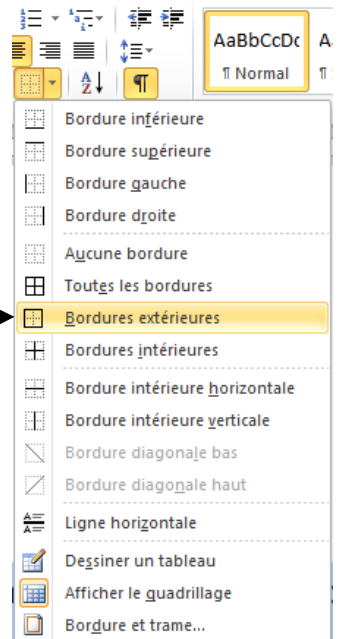 AaBbCcDc A
¶ Normal ¶
Bordure inférieure
Bordure supérieure
Bordure gauche
Bordure droite
Aucune bordure
Toutes les bordures
Bordures extérieures
Bordures intérieures
Bordure intérieure horizontale
Bordure intérieure verticale
Bordure diagonale bas
Bordure diagonale haut
Ligne horizontale
Dessiner un tableau
Afficher le quadrillage
Bordure et trame...